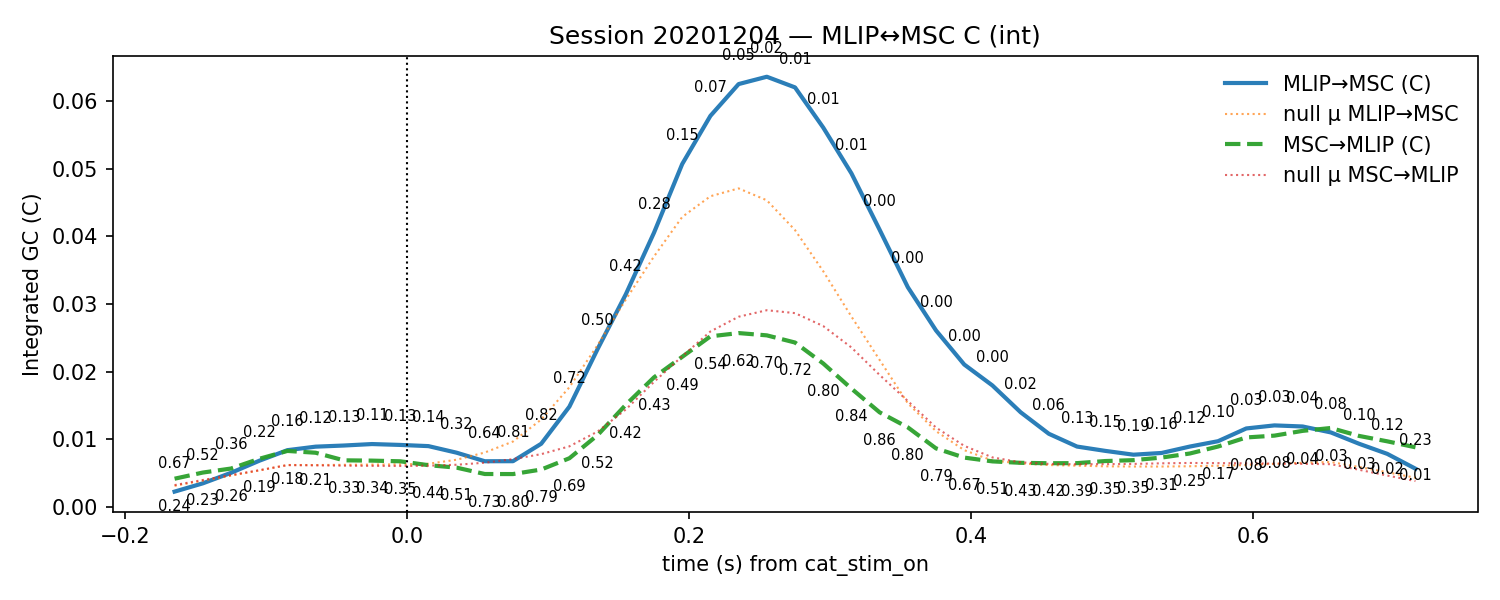 Session 20201204 — MLIP↔MSC C (int)
Integrated GC (C)
0.06
0.05
0.04
0.03
0.02
0.01
0.00
MLIP→MSC (C)
null μ MLIP→MSC
MSC→MLIP (C)
null μ MSC→MLIP
0.67 0.52 0.36 0.22 0.16 0.12 0.13 0.11 0.13 0.14 0.32 0.64 0.81 0.82 0.72 0.50 0.42 0.28 0.15 0.07 0.05 0.02 0.01 0.01 0.01 0.00 0.00 0.00 0.00 0.00 0.02 0.06 0.13 0.15 0.19 0.16 0.12 0.10 0.03 0.03 0.04 0.08 0.10 0.12 0.23
0.24 0.23 0.26 0.19 0.18 0.21 0.33 0.34 0.35 0.44 0.51 0.73 0.80 0.79 0.69 0.52 0.42 0.43 0.49 0.54 0.62 0.70 0.72 0.80 0.84 0.86 0.80 0.79 0.67 0.51 0.43 0.42 0.39 0.35 0.35 0.31 0.25 0.17 0.08 0.08 0.04 0.03 0.03 0.02 0.01
−0.2 0.0 0.2 0.4 0.6
time (s) from cat_stim_on